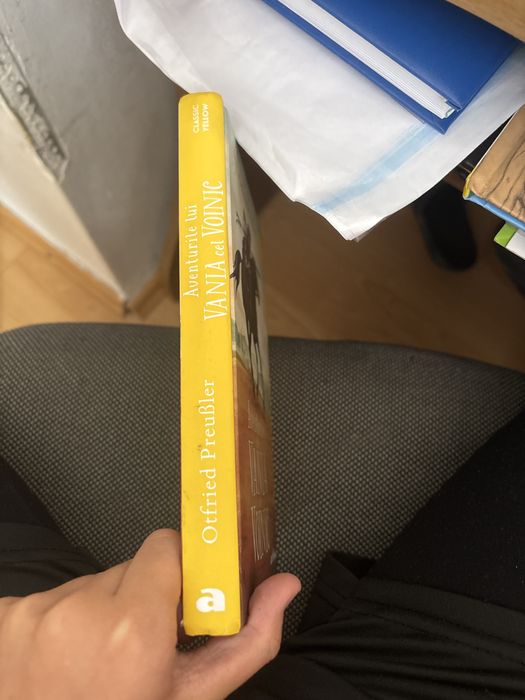 CLASSIC
YELLOW
Aventurile lui
VANIA cel VOINIC
Otfried Preußler
a